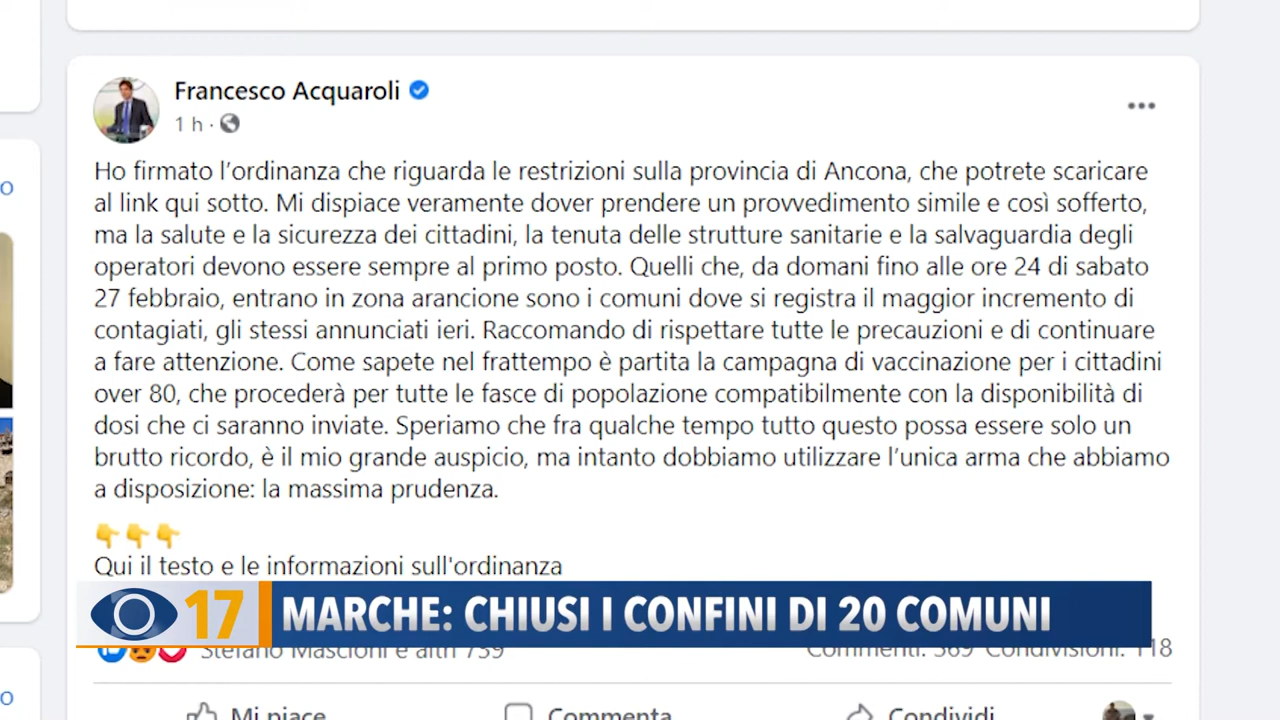 Francesco Acquaroli
1 h ·
Ho firmato l'ordinanza che riguarda le restrizioni sulla provincia di Ancona, che potrete scaricare
al link qui sotto. Mi dispiace veramente dover prendere un provvedimento simile e così sofferto,
ma la salute e la sicurezza dei cittadini, la tenuta delle strutture sanitarie e la salvaguardia degli
operatori devono essere sempre al primo posto. Quelli che, da domani fino alle ore 24 di sabato
27 febbraio, entrano in zona arancione sono i comuni dove si registra il maggior incremento di
contagiati, gli stessi annunciati ieri. Raccomando di rispettare tutte le precauzioni e di continuare
a fare attenzione. Come sapete nel frattempo è partita la campagna di vaccinazione per i cittadini
over 80, che procederà per tutte le fasce di popolazione compatibilmente con la disponibilità di
dosi che ci saranno inviate. Speriamo che fra qualche tempo tutto questo possa essere solo un
brutto ricordo, è il mio grande auspicio, ma intanto dobbiamo utilizzare l'unica arma che abbiamo
a disposizione: la massima prudenza.
👇👇👇
Qui il testo e le informazioni sull'ordinanza
17 MARCHE: CHIUSI I CONFINI DI 20 COMUNI
Stefano Mascioni e altri 739 Commenti: 369 Condivisioni: 118
Mi piace Commenta Condividi